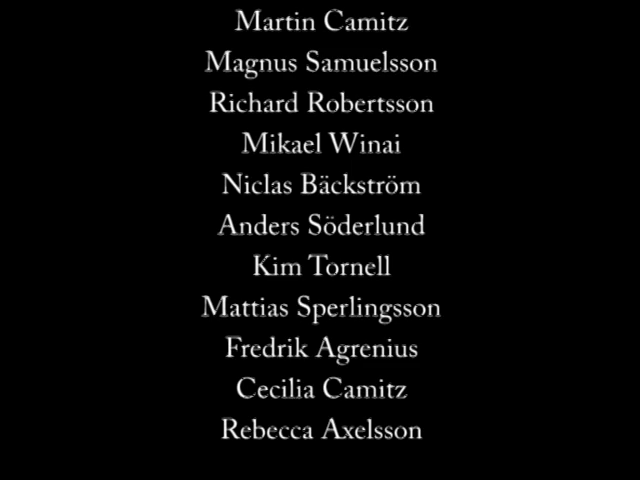 Martin Camitz
Magnus Samuelsson
Richard Robertsson
Mikael Winai
Niclas Bäckström
Anders Söderlund
Kim Tornell
Mattias Sperlingsson
Fredrik Agrenius
Cecilia Camitz
Rebecca Axelsson